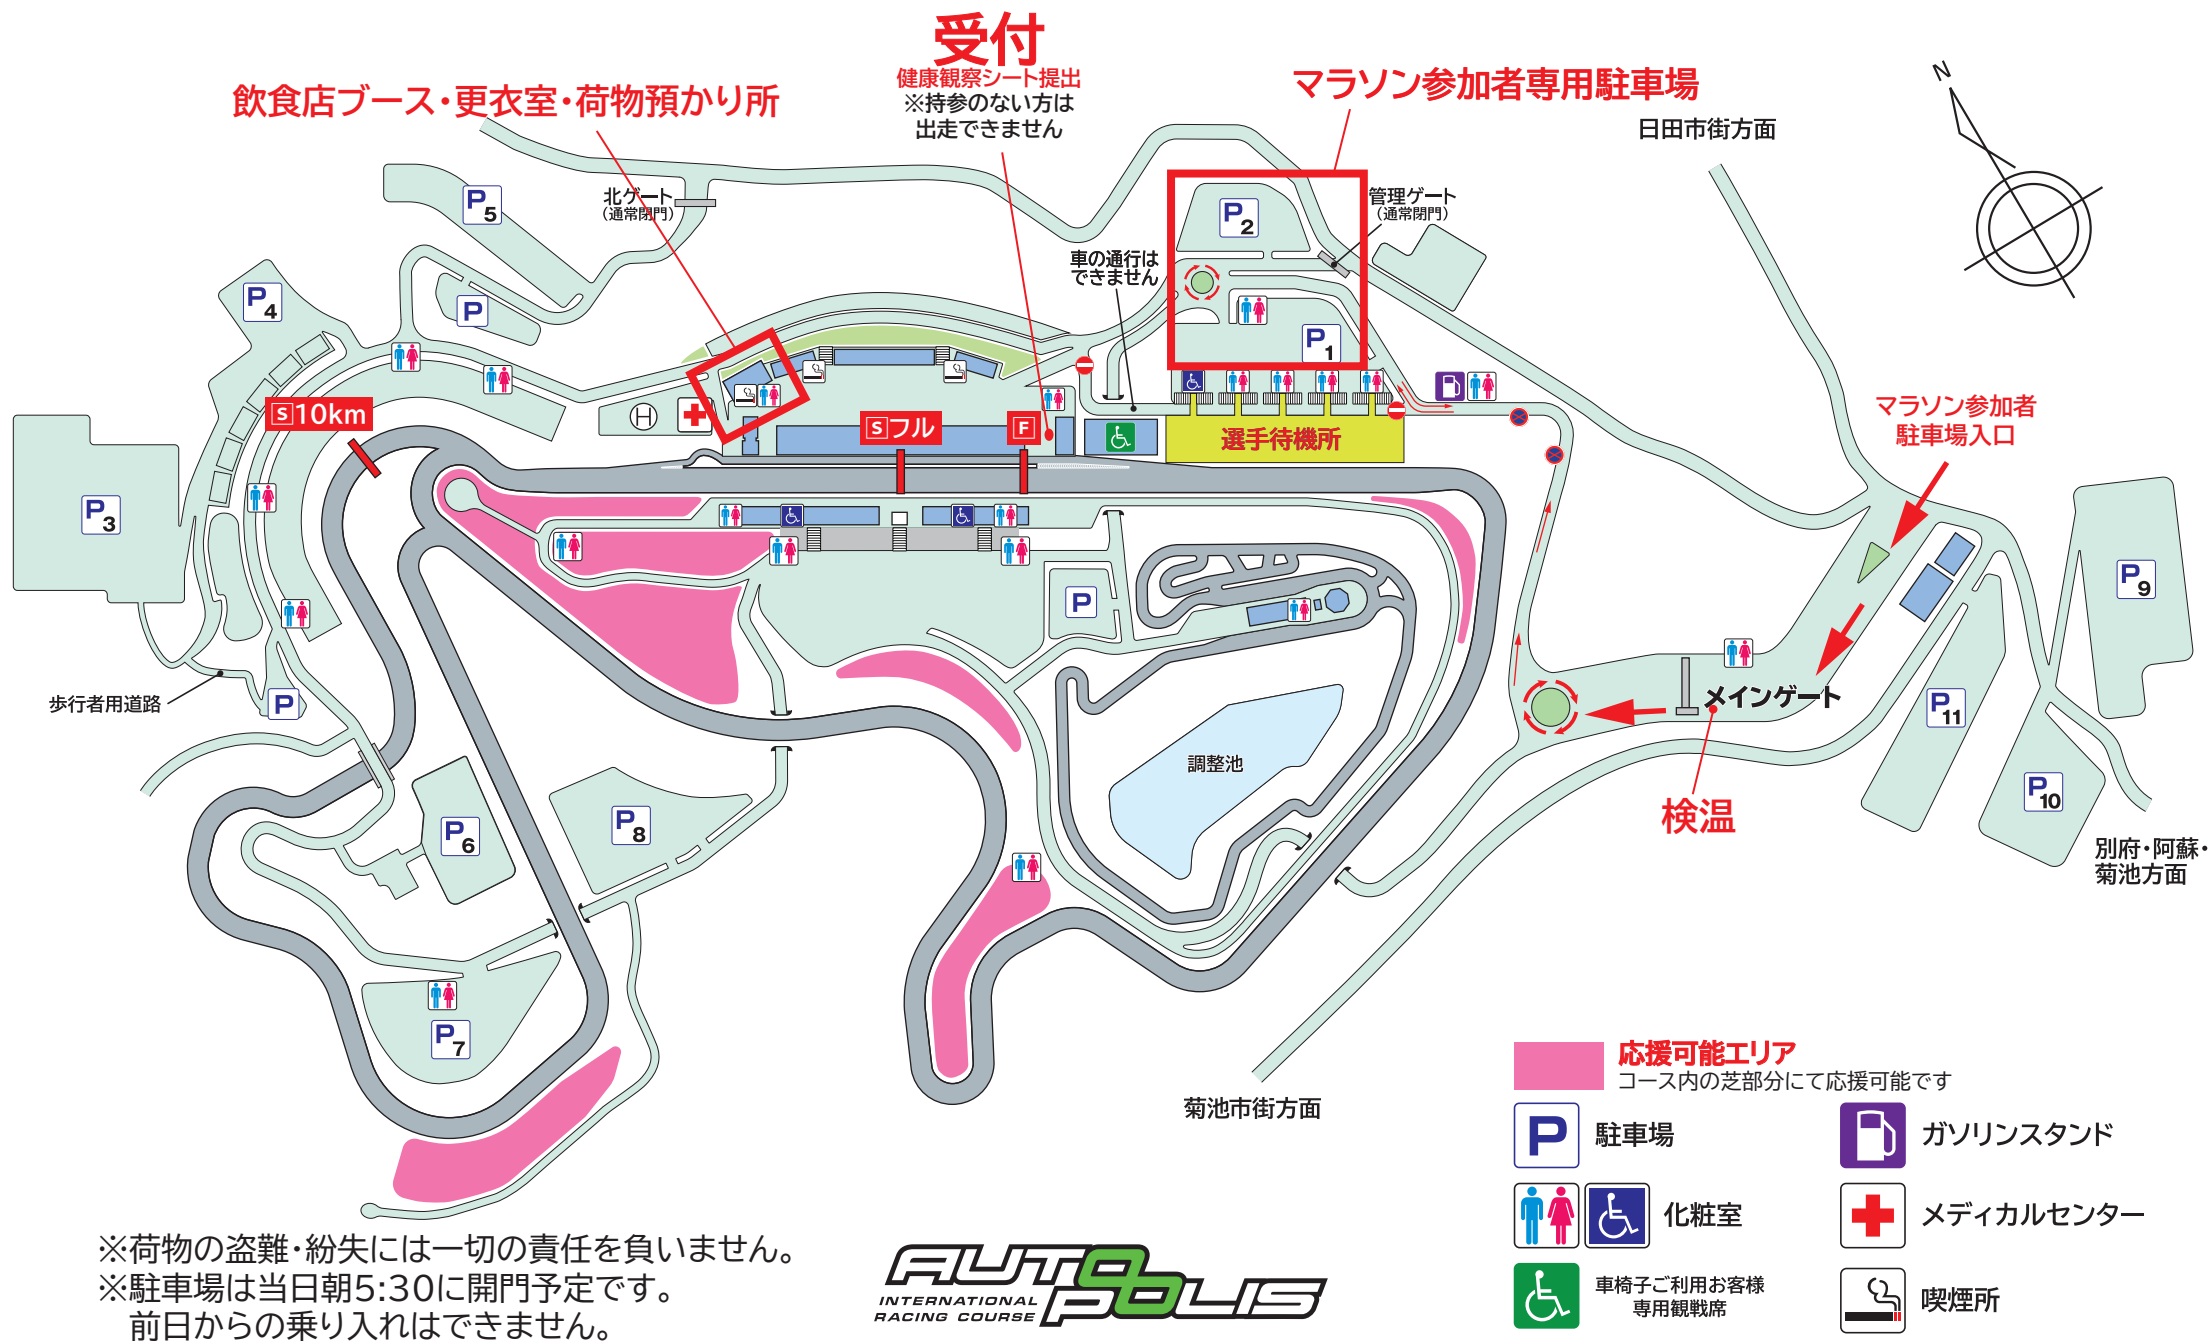 受付
健康観察シート提出
※持参のない方は
出走できません
飲食店ブース・更衣室・荷物預かり所
マラソン参加者専用駐車場
日田市街方面
N
北ゲート
(通常閉門)
管理ゲート
(通常閉門)
車の通行は
できません
P5
P2
P4
P
P1
S10km
H
Sフル
F
選手待機所
マラソン参加者
駐車場入口
P3
P
P9
歩行者用道路
P
メインゲート
P11
調整池
検温
P6
P8
P10
別府・阿蘇・
菊池方面
P7
菊池市街方面
応援可能エリア
コース内の芝部分にて応援可能です
P
駐車場
ガソリンスタンド
化粧室
メディカルセンター
車椅子ご利用お客様
専用観戦席
喫煙所
※荷物の盗難・紛失には一切の責任を負いません。
※駐車場は当日朝5:30に開門予定です。
前日からの乗り入れはできません。
AUTOPOLIS
INTERNATIONAL
RACING COURSE